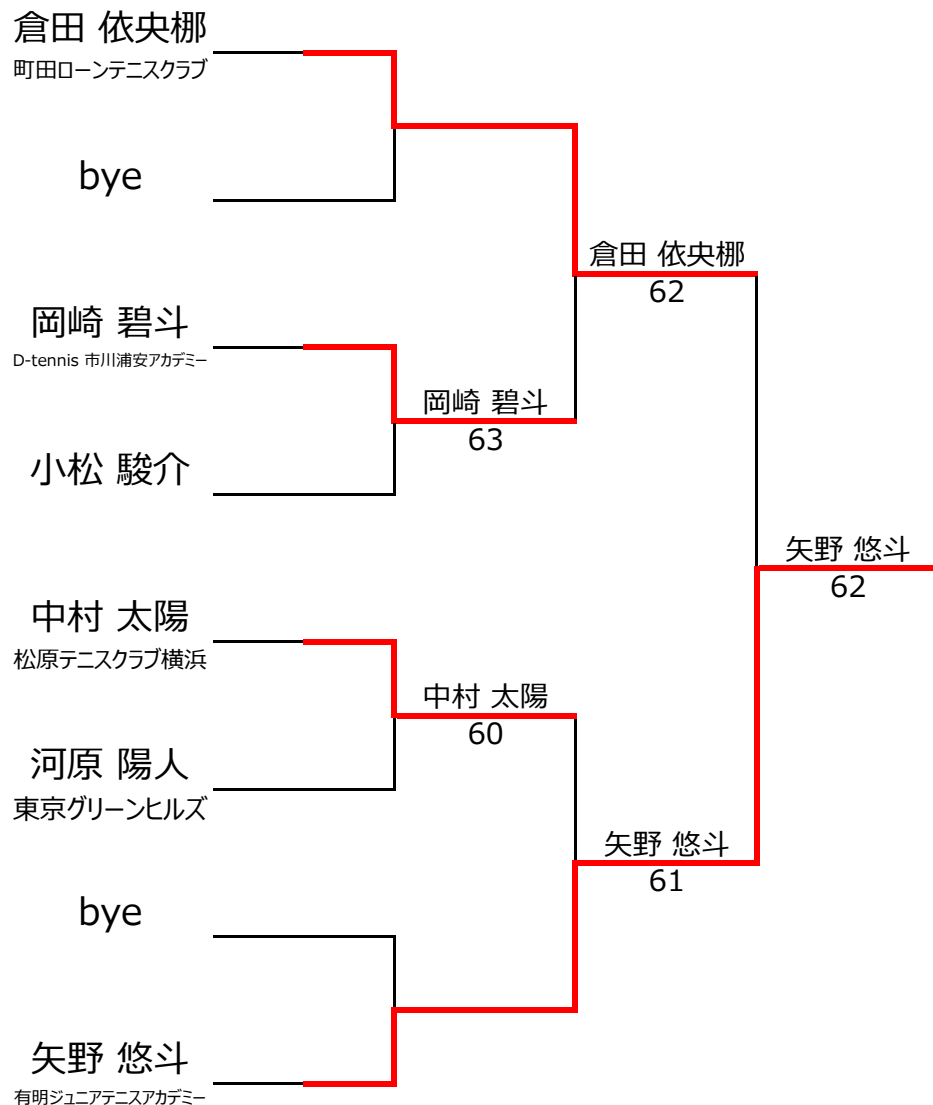 倉田 依央梛
町田ローンテニスクラブ
bye
倉田 依央梛
62
岡崎 碧斗
D-tennis 市川浦安アカデミー
岡崎 碧斗
63
小松 駿介
矢野 悠斗
62
中村 太陽
松原テニスクラブ横浜
中村 太陽
60
河原 陽人
東京グリーンヒルズ
矢野 悠斗
61
bye
矢野 悠斗
有明ジュニアテニスアカデミー